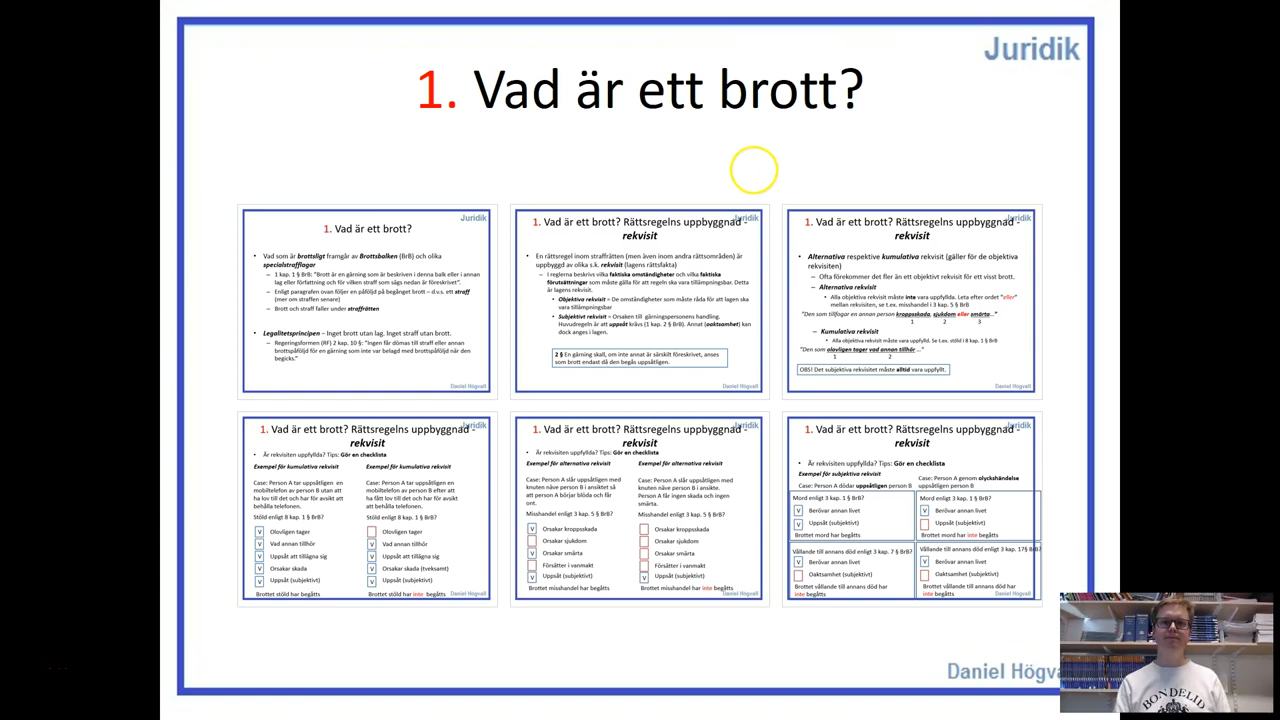 Juridik
1. Vad är ett brott?
Juridik
1. Vad är ett brott?
• Vad som är brottsligt framgår av Brottsbalken (BrB) och olika
specialstrafflagar
– 1 kap. 1 § BrB: "Brott är en gärning som är beskriven i denna balk eller i annan
lag eller författning och för vilken straff som sägs nedan är föreskrivet".
– Enligt paragrafen ovan följer en påföljd på begånget brott – d.v.s. ett straff
(mer om straffen senare)
– Brott och straff faller under straffrätten
• Legalitetsprincipen – Inget brott utan lag. Inget straff utan brott.
– Regeringsformen (RF) 2 kap. 10 §: "Ingen får dömas till straff eller annan
brottspåföljd för en gärning som inte var belagd med brottspåföljd när den
begicks."
Daniel Högvall
Juridik
1. Vad är ett brott? Rättsregelns uppbyggnad -
rekvisit
• En rättsregel inom straffrätten (men även inom andra rättsområden) är
uppbyggd av olika s.k. rekvisit (lagens rättsfakta)
– I reglerna beskrivs vilka faktiska omständigheter och vilka faktiska
förutsättningar som måste gälla för att regeln ska vara tillämpningsbar. Detta
är lagens rekvisit.
• Objektiva rekvisit = De omständigheter som måste råda för att lagen ska
vara tillämpningsbar
• Subjektivt rekvisit = Orsaken till gärningspersonens handling.
Huvudregeln är att uppsåt krävs (1 kap. 2 § BrB). Annat (oaktsamhet) kan
dock anges i lagen.
2 § En gärning skall, om inte annat är särskilt föreskrivet, anses
som brott endast då den begås uppsåtligen.
Daniel Högvall
Juridik
1. Vad är ett brott? Rättsregelns uppbyggnad -
rekvisit
• Alternativa respektive kumulativa rekvisit (gäller för de objektiva
rekvisiten)
– Ofta förekommer det fler än ett objektivt rekvisit för ett visst brott.
– Alternativa rekvisit
• Alla objektiva rekvisit måste inte vara uppfyllda. Leta efter ordet "eller"
mellan rekvisiten, se t.ex. misshandel i 3 kap. 5 § BrB
"Den som tillfogar en annan person kroppsskada, sjukdom eller smärta…"
1 2 3
– Kumulativa rekvisit
• Alla objektiva rekvisit måste vara uppfyllda. Se t.ex. stöld i 8 kap. 1 § BrB
"Den som olovligen tager vad annan tillhör …"
1 2
OBS! Det subjektiva rekvisitet måste alltid vara uppfyllt.
Daniel Högvall
Juridik
1. Vad är ett brott? Rättsregelns uppbyggnad -
rekvisit
• Är rekvisiten uppfyllda? Tips: Gör en checklista
Exempel för kumulativa rekvisit
Case: Person A tar uppsåtligen en
mobiltelefon av person B utan att
ha lov till det och har för avsikt att
behålla telefonen.
Stöld enligt 8 kap. 1 § BrB?
V Olovligen tager
V Vad annan tillhör
V Uppsåt att tillägna sig
V Orsakar skada
V Uppsåt (subjektivt)
Brottet stöld har begåtts
Exempel för kumulativa rekvisit
Case: Person A tar uppsåtligen en
mobiltelefon av person B efter att
ha fått lov till det och har för avsikt
att behålla telefonen.
Stöld enligt 8 kap. 1 § BrB?
Olovligen tager
V Vad annan tillhör
V Uppsåt att tillägna sig
V Orsakar skada (tveksamt)
V Uppsåt (subjektivt)
Brottet stöld har inte begåtts
Daniel Högvall
Juridik
1. Vad är ett brott? Rättsregelns uppbyggnad -
rekvisit
• Är rekvisiten uppfyllda? Tips: Gör en checklista
Exempel för alternativa rekvisit
Case: Person A slår uppsåtligen med
knuten näve person B i ansiktet så
att person A börjar blöda och får
ont.
Misshandel enligt 3 kap. 5 § BrB?
V Orsakar kroppsskada
Orsakar sjukdom
V Orsakar smärta
Försätter i vanmakt
V Uppsåt (subjektivt)
Brottet misshandel har begåtts
Exempel för alternativa rekvisit
Case: Person A slår uppsåtligen med
knuten näve person B i ansikte.
Person A får ingen skada och ingen
smärta.
Misshandel enligt 3 kap. 5 § BrB?
Orsakar kroppsskada
Orsakar sjukdom
Orsakar smärta
Försätter i vanmakt
V Uppsåt (subjektivt)
Brottet misshandel har inte begåtts
Daniel Högvall
Juridik
1. Vad är ett brott? Rättsregelns uppbyggnad -
rekvisit
• Är rekvisiten uppfyllda? Tips: Gör en checklista
Exempel för subjektiva rekvisit
Case: Person A dödar uppsåtligen person B
Case: Person A genom olyckshändelse
uppsåtligen person B
Mord enligt 3 kap. 1 § BrB?
V Berövar annan livet
V Uppsåt (subjektivt)
Brottet mord har begåtts
Mord enligt 3 kap. 1 § BrB?
V Berövar annan livet
Uppsåt (subjektivt)
Brottet mord har inte begåtts
Vållande till annans död enligt 3 kap. 7 § BrB?
V Berövar annan livet
Oaktsamhet (subjektivt)
Brottet vållande till annans död har
inte begåtts
Vållande till annans död enligt 3 kap. 17§ BrB?
V Berövar annan livet
Oaktsamhet (subjektivt)
Brottet vållande till annans död har
inte begåtts
Daniel Högvall
Daniel Högva
BONDELID